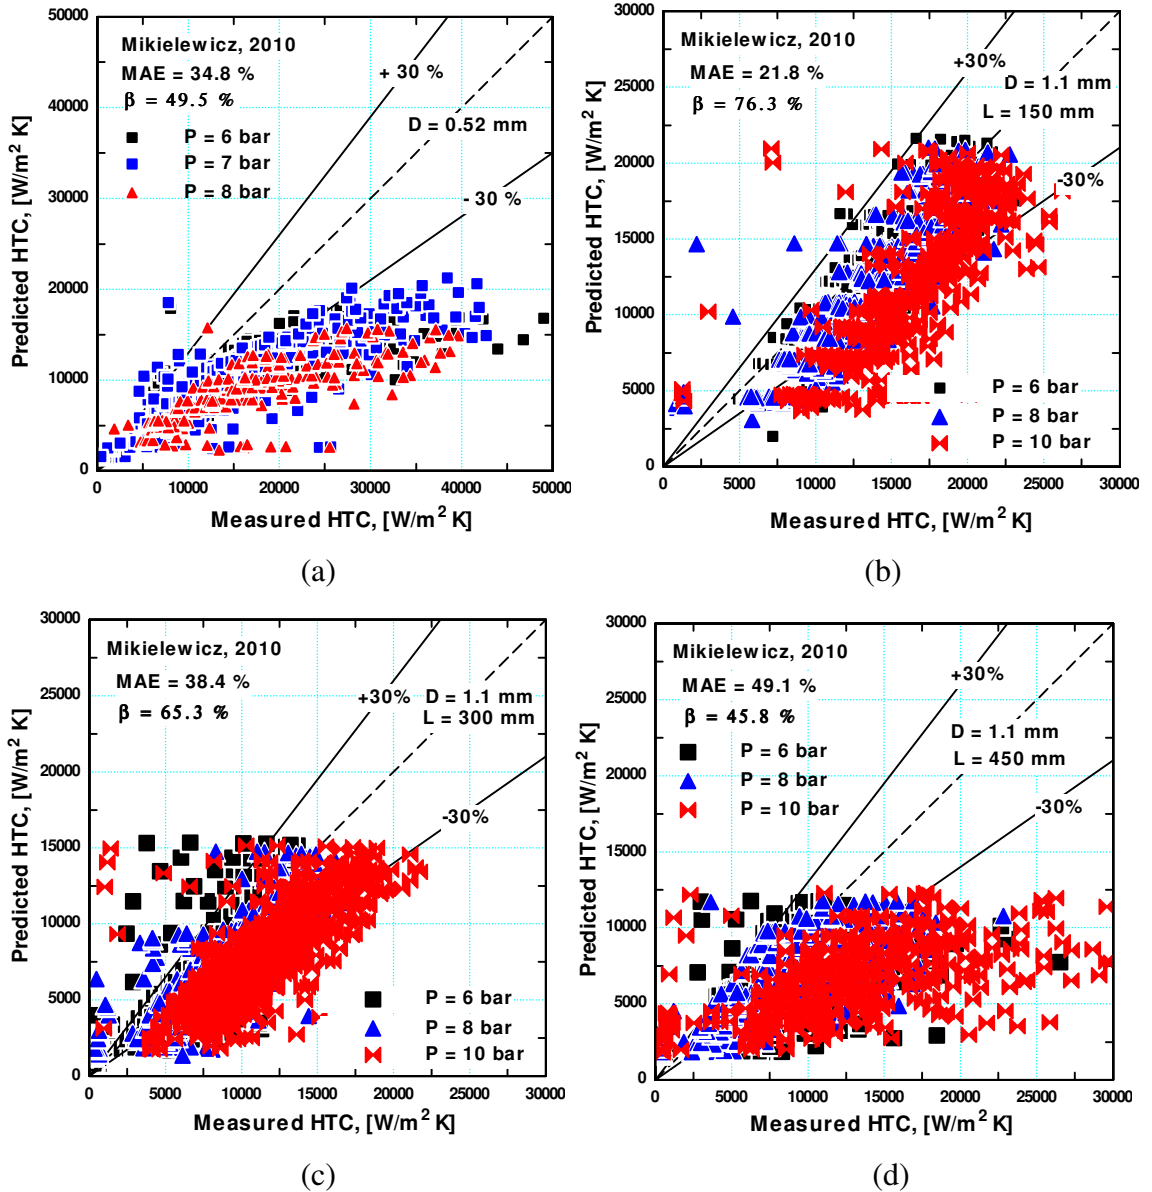 Mikielewicz, 2010
MAE = 34.8 %
β = 49.5 %
P = 6 bar
P = 7 bar
P = 8 bar
+ 30 %
D = 0.52 mm
- 30 %
50000
40000
30000
20000
10000
0
0 10000 20000 30000 40000 50000
Predicted HTC, [W/m² K]
Measured HTC, [W/m² K]
(a)
Mikielewicz, 2010
MAE = 21.8 %
β = 76.3 %
+30%
D = 1.1 mm
L = 150 mm
-30%
P = 6 bar
P = 8 bar
P = 10 bar
30000
25000
20000
15000
10000
5000
0
0 5000 10000 15000 20000 25000 30000
Predicted HTC, [W/m² K]
Measured HTC, [W/m² K]
(b)
Mikielewicz, 2010
MAE = 38.4 %
β = 65.3 %
+30%
D = 1.1 mm
L = 300 mm
-30%
P = 6 bar
P = 8 bar
P = 10 bar
30000
25000
20000
15000
10000
5000
0
0 5000 10000 15000 20000 25000 30000
Predicted HTC, [W/m² K]
Measured HTC, [W/m² K]
(c)
Mikielewicz, 2010
MAE = 49.1 %
β = 45.8 %
P = 6 bar
P = 8 bar
P = 10 bar
+30%
D = 1.1 mm
L = 450 mm
-30%
30000
25000
20000
15000
10000
5000
0
0 5000 10000 15000 20000 25000 30000
Predicted HTC, [W/m² K]
Measured HTC, [W/m² K]
(d)